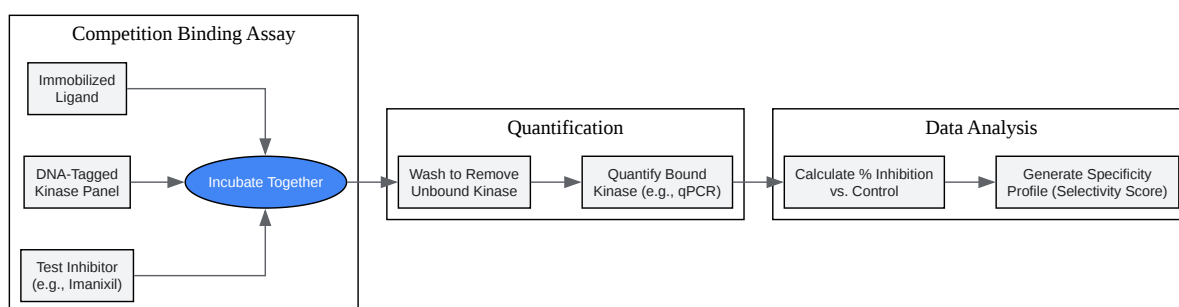 Competition Binding Assay
Immobilized
Ligand
DNA-Tagged
Kinase Panel
Test Inhibitor
(e.g., Imanixil)
Incubate Together
Quantification
Wash to Remove
Unbound Kinase
Quantify Bound
Kinase (e.g., qPCR)
Data Analysis
Calculate % Inhibition
vs. Control
Generate Specificity
Profile (Selectivity Score)